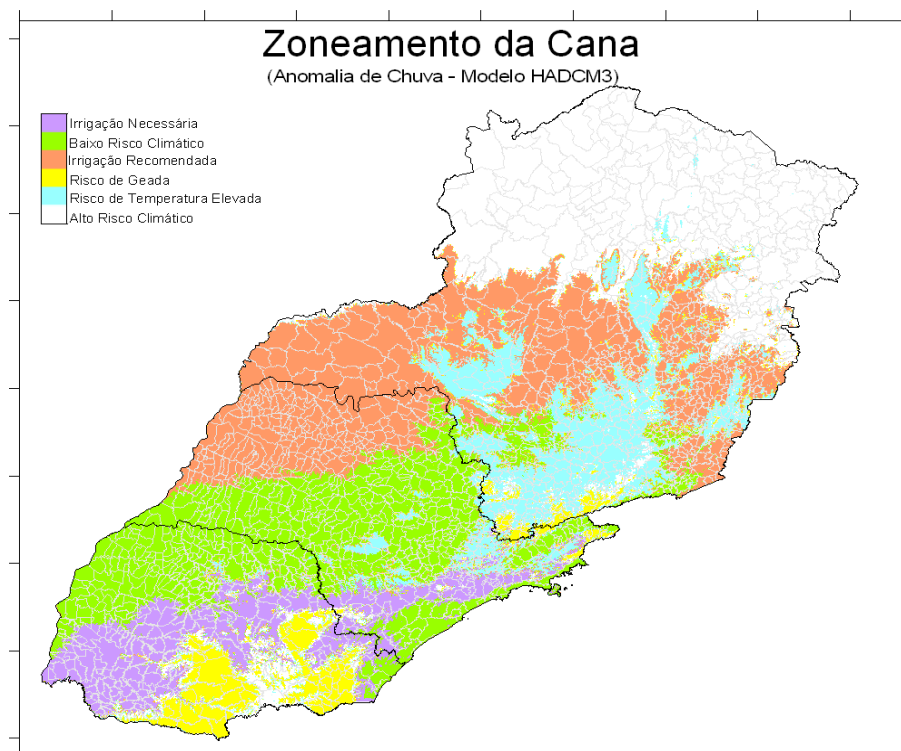 Zoneamento da Cana
(Anomalia de Chuva - Modelo HADCM3)
Irrigação Necessária
Baixo Risco Climático
Irrigação Recomendada
Risco de Geada
Risco de Temperatura Elevada
Alto Risco Climático